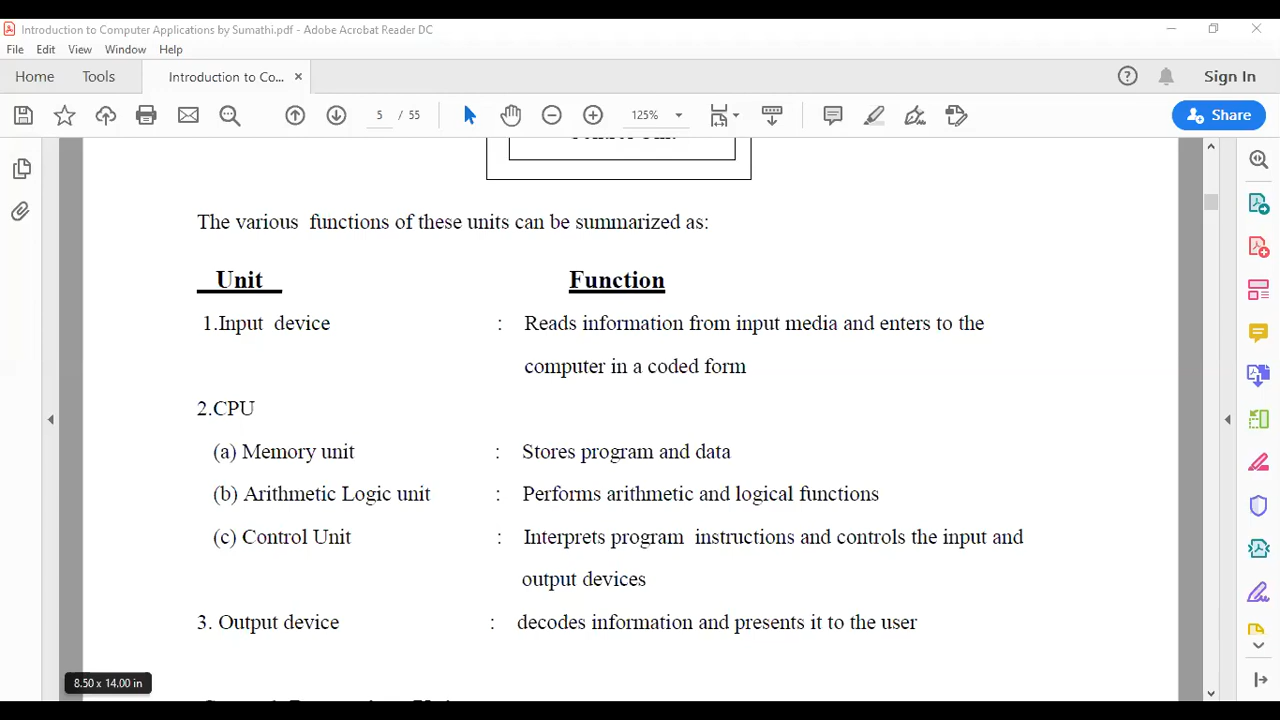 Introduction to Computer Applications by Sumathi.pdf - Adobe Acrobat Reader DC
File Edit View Window Help
Home Tools Introduction to Co... Sign In
5 / 55 125% Share
The various functions of these units can be summarized as:
Unit Function
1.Input device : Reads information from input media and enters to the
computer in a coded form
2.CPU
(a) Memory unit : Stores program and data
(b) Arithmetic Logic unit : Performs arithmetic and logical functions
(c) Control Unit : Interprets program instructions and controls the input and
output devices
3. Output device : decodes information and presents it to the user
8.50 x 14.00 in